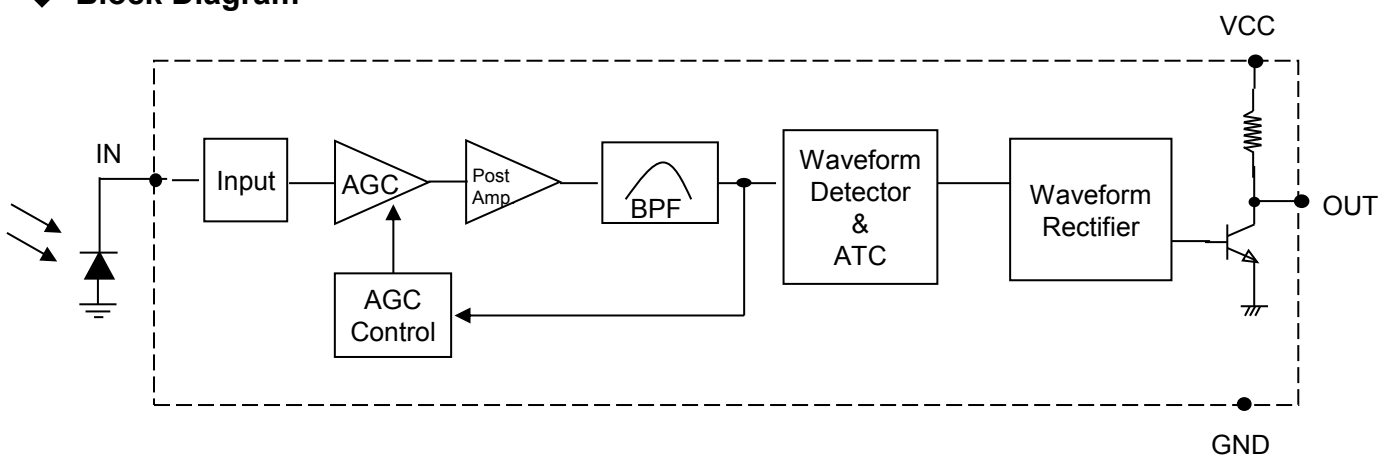 Block Diagram
VCC
IN
Input
AGC
Post
Amp
BPF
Waveform
Detector
&
ATC
Waveform
Rectifier
OUT
AGC
Control
GND